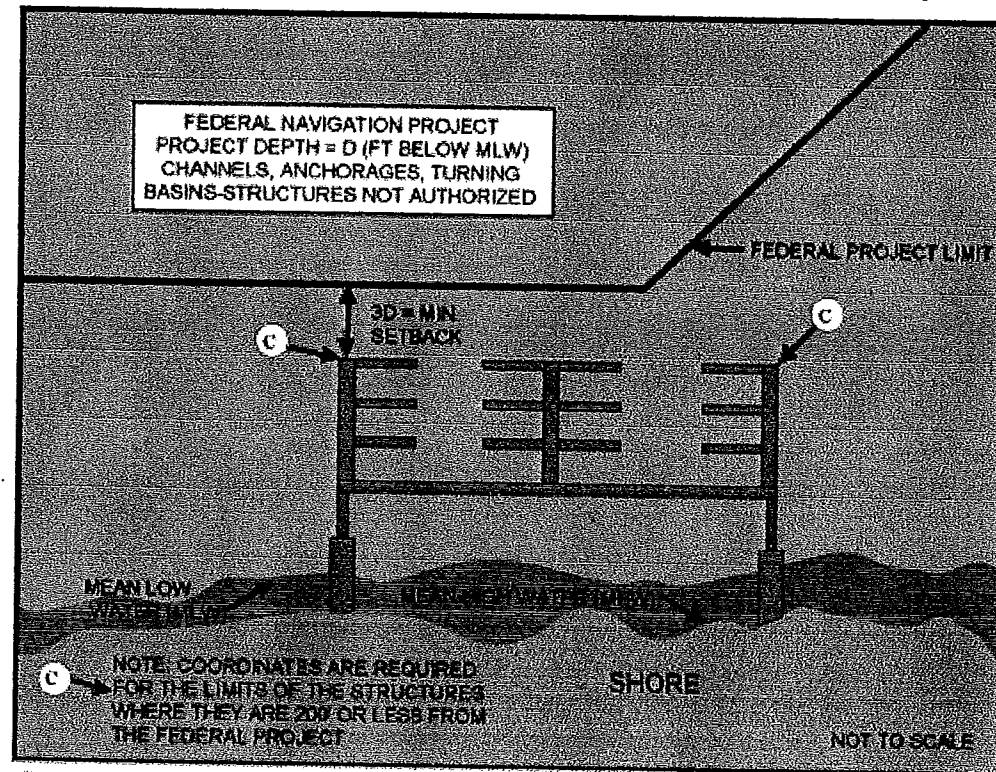 FEDERAL NAVIGATION PROJECT
PROJECT DEPTH = D (FT BELOW MLW)
CHANNELS, ANCHORAGES, TURNING
BASINS-STRUCTURES NOT AUTHORIZED
FEDERAL PROJECT LIMIT
3D = MIN
SETBACK
C
C
MEAN LOW
WATER (MLW)
MEAN HIGH WATER (MHW)
C
NOTE: COORDINATES ARE REQUIRED
FOR THE LIMITS OF THE STRUCTURES
WHERE THEY ARE 200' OR LESS FROM
THE FEDERAL PROJECT
SHORE
NOT TO SCALE